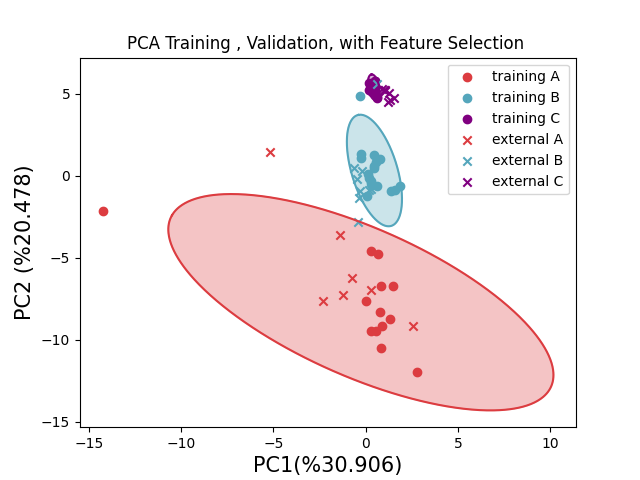 PCA Training , Validation, with Feature Selection
training A
training B
training C
external A
external B
external C
5
0
−5
−10
−15
PC2 (%20.478)
−15
−10
−5
0
5
10
PC1(%30.906)